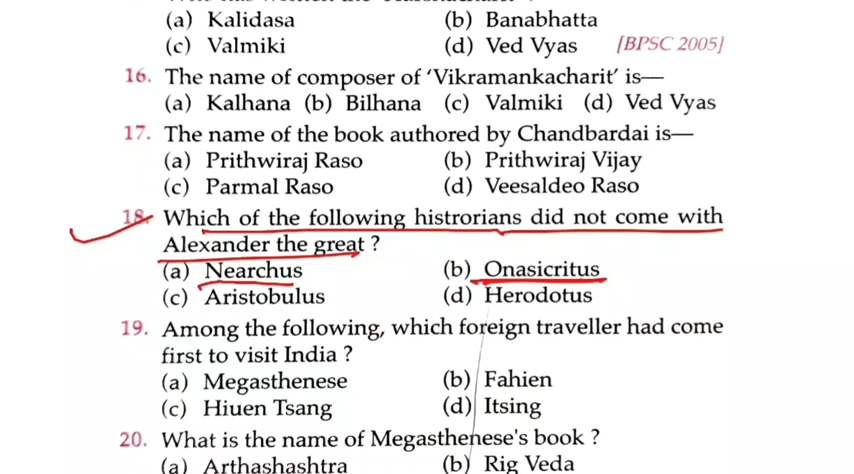 (a) Kalidasa (b) Banabhatta
(c) Valmiki (d) Ved Vyas [BPSC 2005]
16. The name of composer of ‘Vikramankacharit’ is—
(a) Kalhana (b) Bilhana (c) Valmiki (d) Ved Vyas
17. The name of the book authored by Chandbardai is—
(a) Prithwiraj Raso (b) Prithwiraj Vijay
(c) Parmal Raso (d) Veesaldeo Raso
18. Which of the following histrorians did not come with
Alexander the great ?
(a) Nearchus (b) Onasicritus
(c) Aristobulus (d) Herodotus
19. Among the following, which foreign traveller had come
first to visit India ?
(a) Megasthenese (b) Fahien
(c) Hiuen Tsang (d) Itsing
20. What is the name of Megasthenese's book ?
(a) Arthashashtra (b) Rig Veda